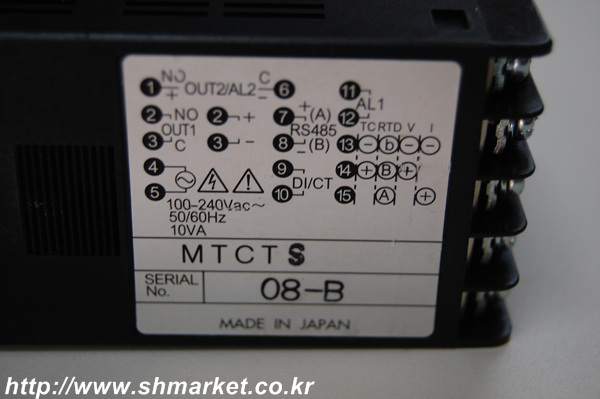 1 NO + OUT2/AL2 C − 6 11
2 NO 2 + 7 + (A) 12 AL1
3 OUT1 C 3 − 8 − (B) RS485 13 TC RTD V I
− b − −
4 9 14 + B +
5 10 DI/CT 15 A +
100-240Vac~
50/60Hz
10VA
MTCTS
SERIAL No. 08-B
MADE IN JAPAN
http://www.shmarket.co.kr